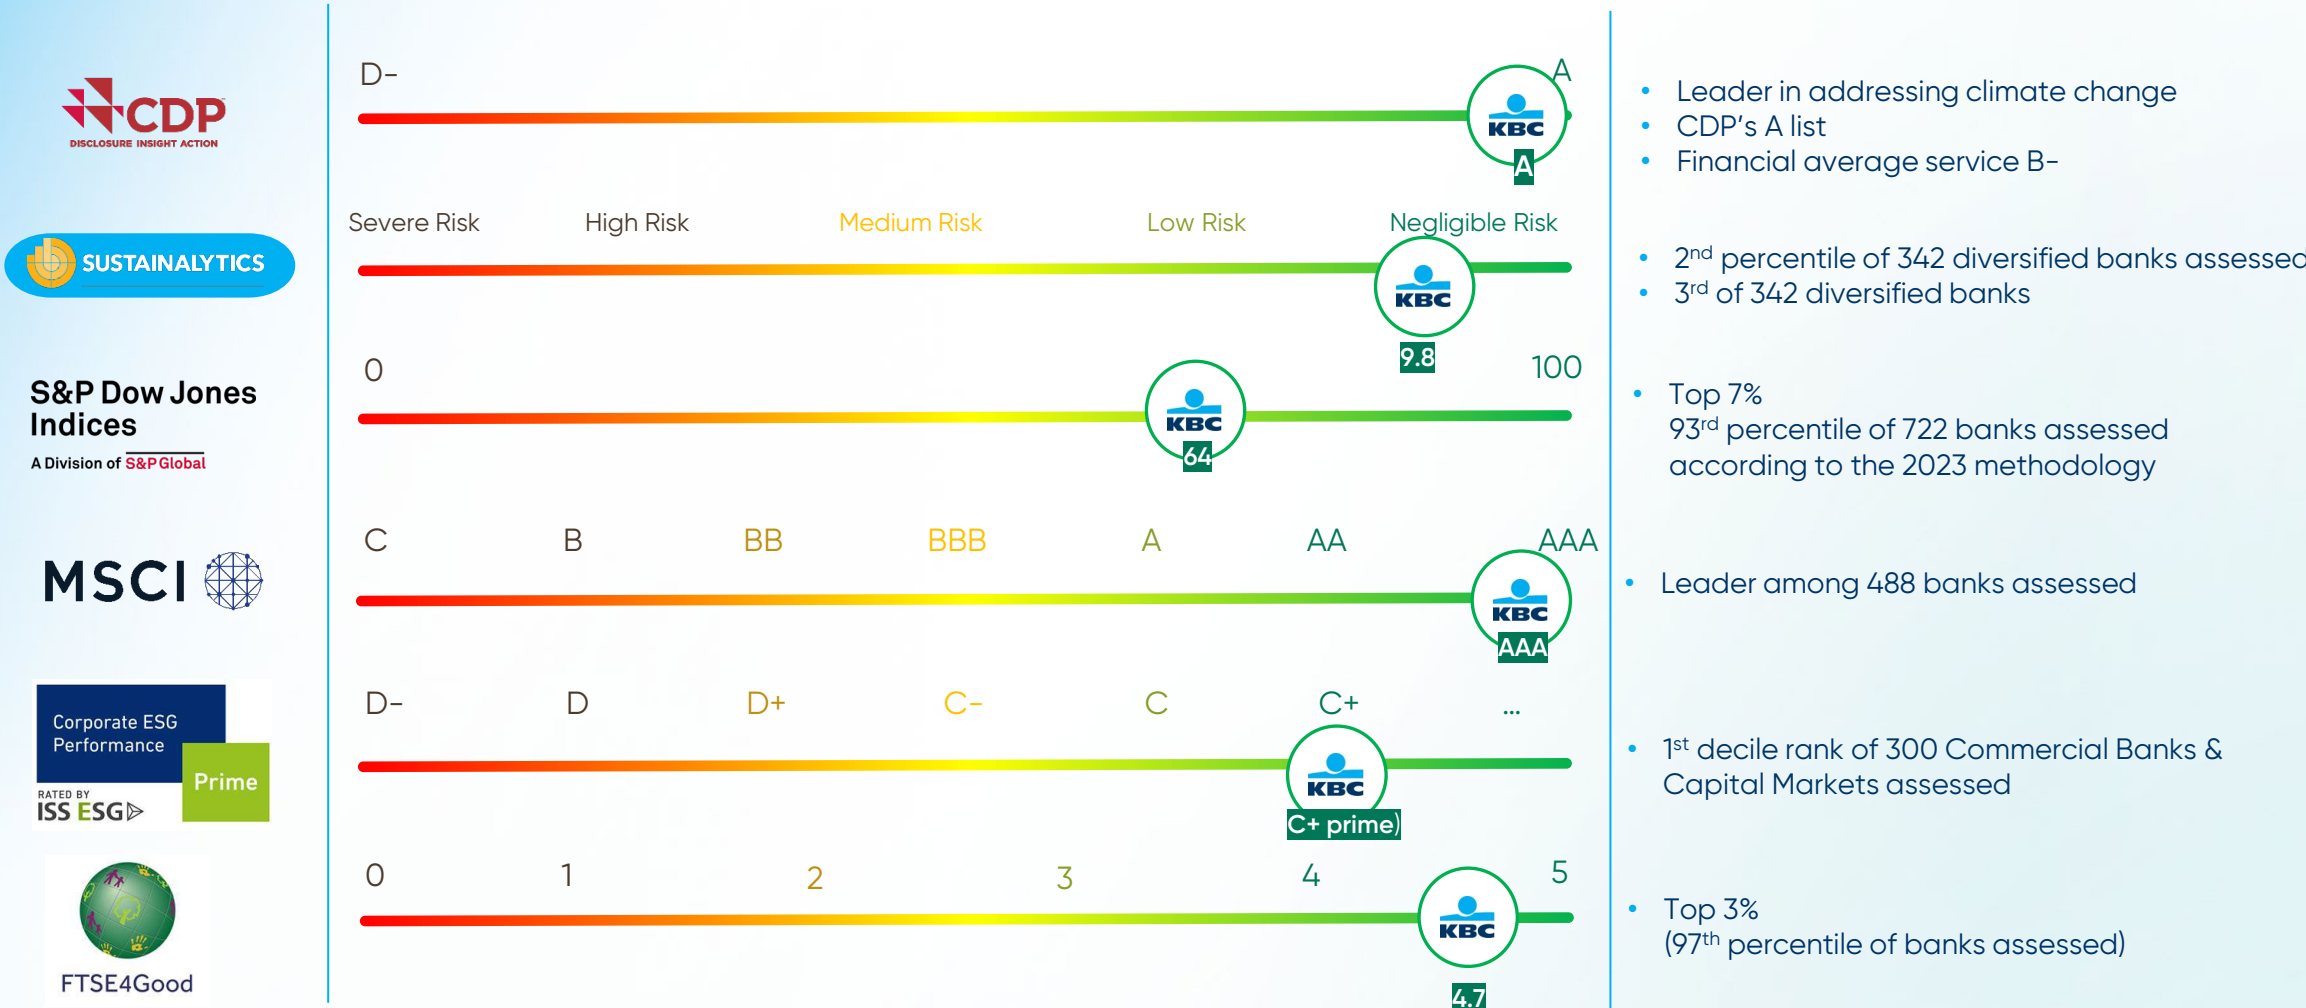 CDP
DISCLOSURE INSIGHT ACTION
D-
A
KBC
A
• Leader in addressing climate change
• CDP's A list
• Financial average service B-
SUSTAINALYTICS
Severe Risk
High Risk
Medium Risk
Low Risk
Negligible Risk
KBC
9.8
• 2nd percentile of 342 diversified banks assessed
• 3rd of 342 diversified banks
S&P Dow Jones
Indices
A Division of S&P Global
0
100
KBC
64
• Top 7%
93rd percentile of 722 banks assessed
according to the 2023 methodology
MSCI
C
B
BB
BBB
A
AA
AAA
KBC
AAA
• Leader among 488 banks assessed
Corporate ESG
Performance
Prime
RATED BY
ISS ESG
D-
D
D+
C-
C
C+
...
KBC
C+ prime)
• 1st decile rank of 300 Commercial Banks &
Capital Markets assessed
FTSE4Good
0
1
2
3
4
5
KBC
4.7
• Top 3%
(97th percentile of banks assessed)